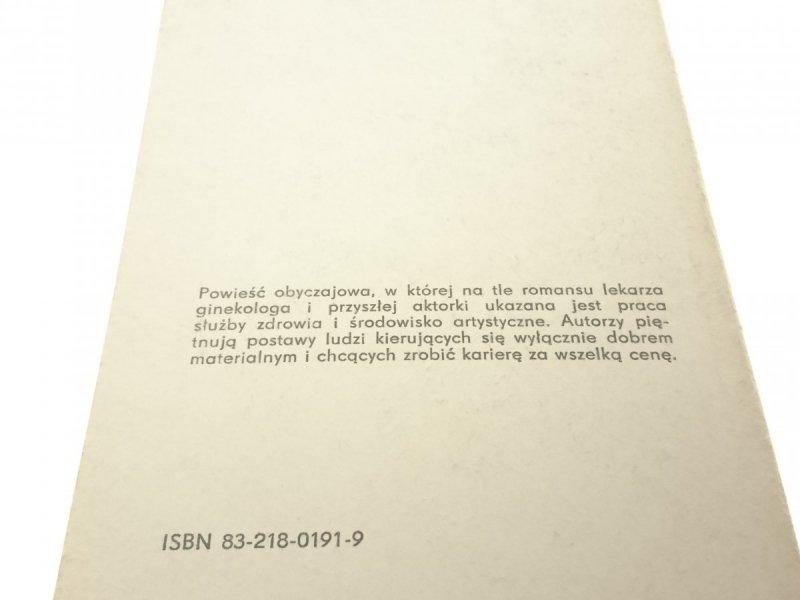 Powieść obyczajowa, w której na tle romansu lekarza
ginekologa i przyszłej aktorki ukazana jest praca
służby zdrowia i środowisko artystyczne. Autorzy pię-
tnują postawy ludzi kierujących się wyłącznie dobrem
materialnym i chcących zrobić karierę za wszelką cenę.
ISBN 83-218-0191-9